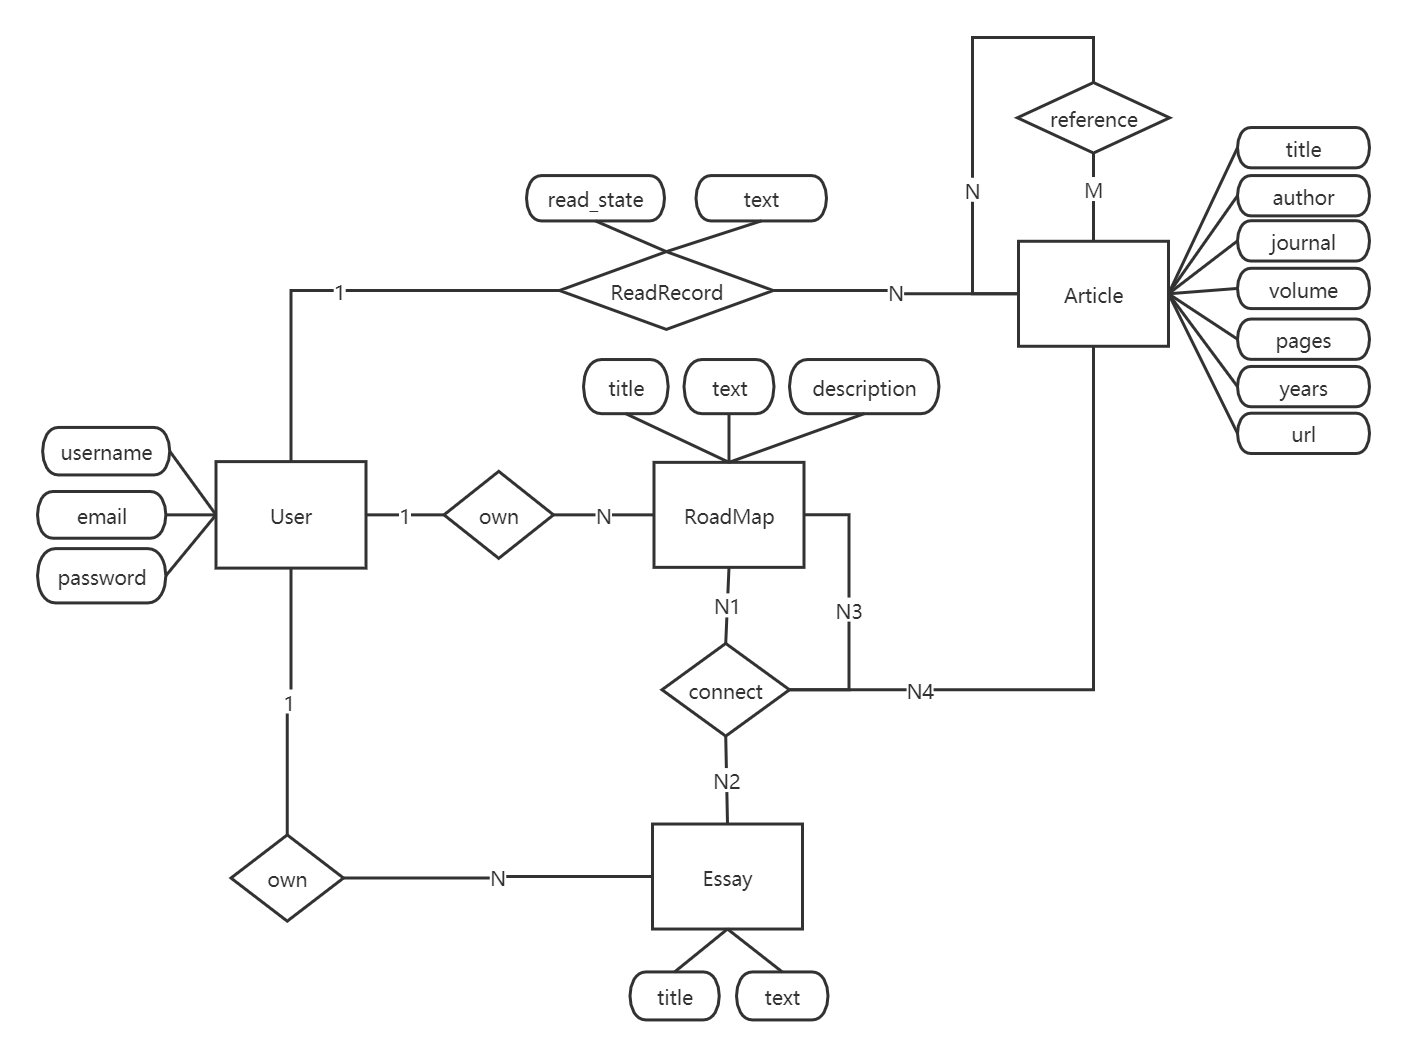 reference
title
author
journal
volume
pages
years
url
N
M
read_state
text
1
ReadRecord
N
Article
title
text
description
username
email
password
User
1
own
N
RoadMap
N1
N3
connect
N4
1
N2
own
N
Essay
title
text